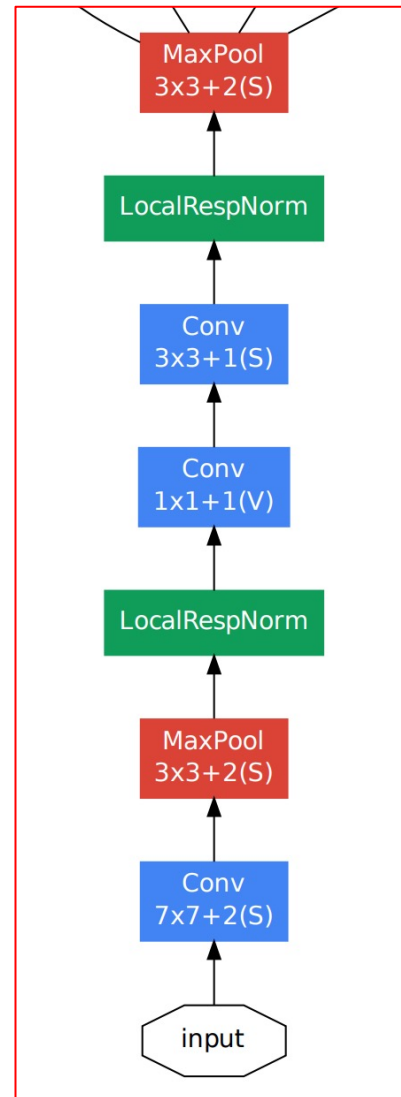 MaxPool
3x3+2(S)
LocalRespNorm
Conv
3x3+1(S)
Conv
1x1+1(V)
LocalRespNorm
MaxPool
3x3+2(S)
Conv
7x7+2(S)
input